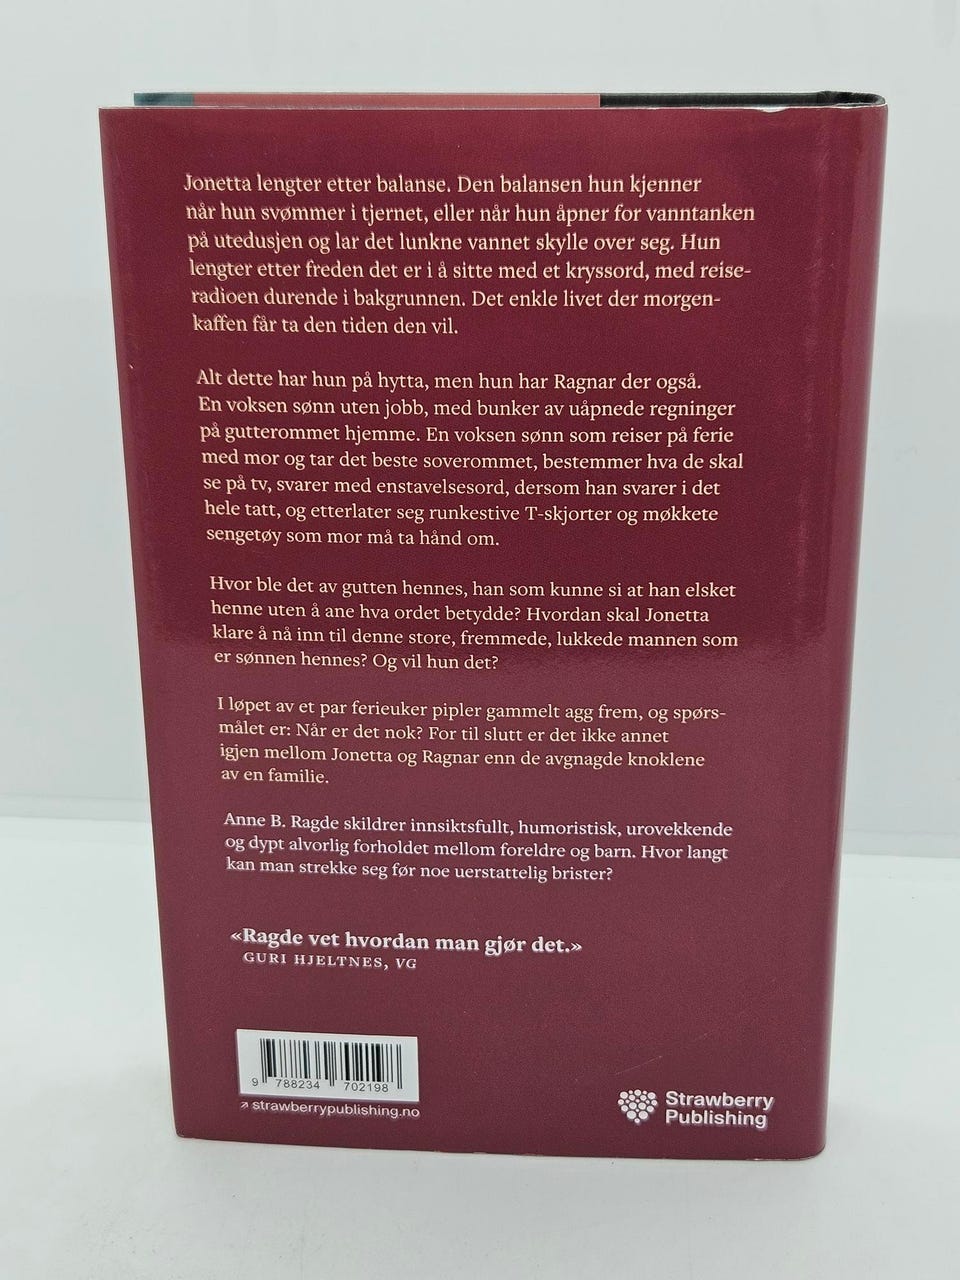 Jonetta lengter etter balanse. Den balansen hun kjenner
når hun svømmer i tjernet, eller når hun åpner for vanntanken
på utedusjen og lar det lunkne vannet skylle over seg. Hun
lengter etter freden det er i å sitte med et kryssord, med reise-
radioen durende i bakgrunnen. Det enkle livet der morgen-
kaffen får ta den tiden den vil.
Alt dette har hun på hytta, men hun har Ragnar der også.
En voksen sønn uten jobb, med bunker av uåpnede regninger
på gutterommet hjemme. En voksen sønn som reiser på ferie
med mor og tar det beste soverommet, bestemmer hva de skal
se på tv, svarer med enstavelsesord, dersom han svarer i det
hele tatt, og etterlater seg runkestive T-skjorter og møkkete
sengetøy som mor må ta hånd om.
Hvor ble det av gutten hennes, han som kunne si at han elsket
henne uten å ane hva ordet betydde? Hvordan skal Jonetta
klare å nå inn til denne store, fremmede, lukkede mannen som
er sønnen hennes? Og vil hun det?
I løpet av et par ferieuker pipler gammelt agg frem, og spørs-
målet er: Når er det nok? For til slutt er det ikke annet
igjen mellom Jonetta og Ragnar enn de avgnagde knoklene
av en familie.
Anne B. Ragde skildrer innsiktsfullt, humoristisk, urovekkende
og dypt alvorlig forholdet mellom foreldre og barn. Hvor langt
kan man strekke seg før noe uerstattelig brister?
«Ragde vet hvordan man gjør det.»
GURI HJELTNES, VG
9 788234 702198
↗ strawberrypublishing.no
Strawberry
Publishing